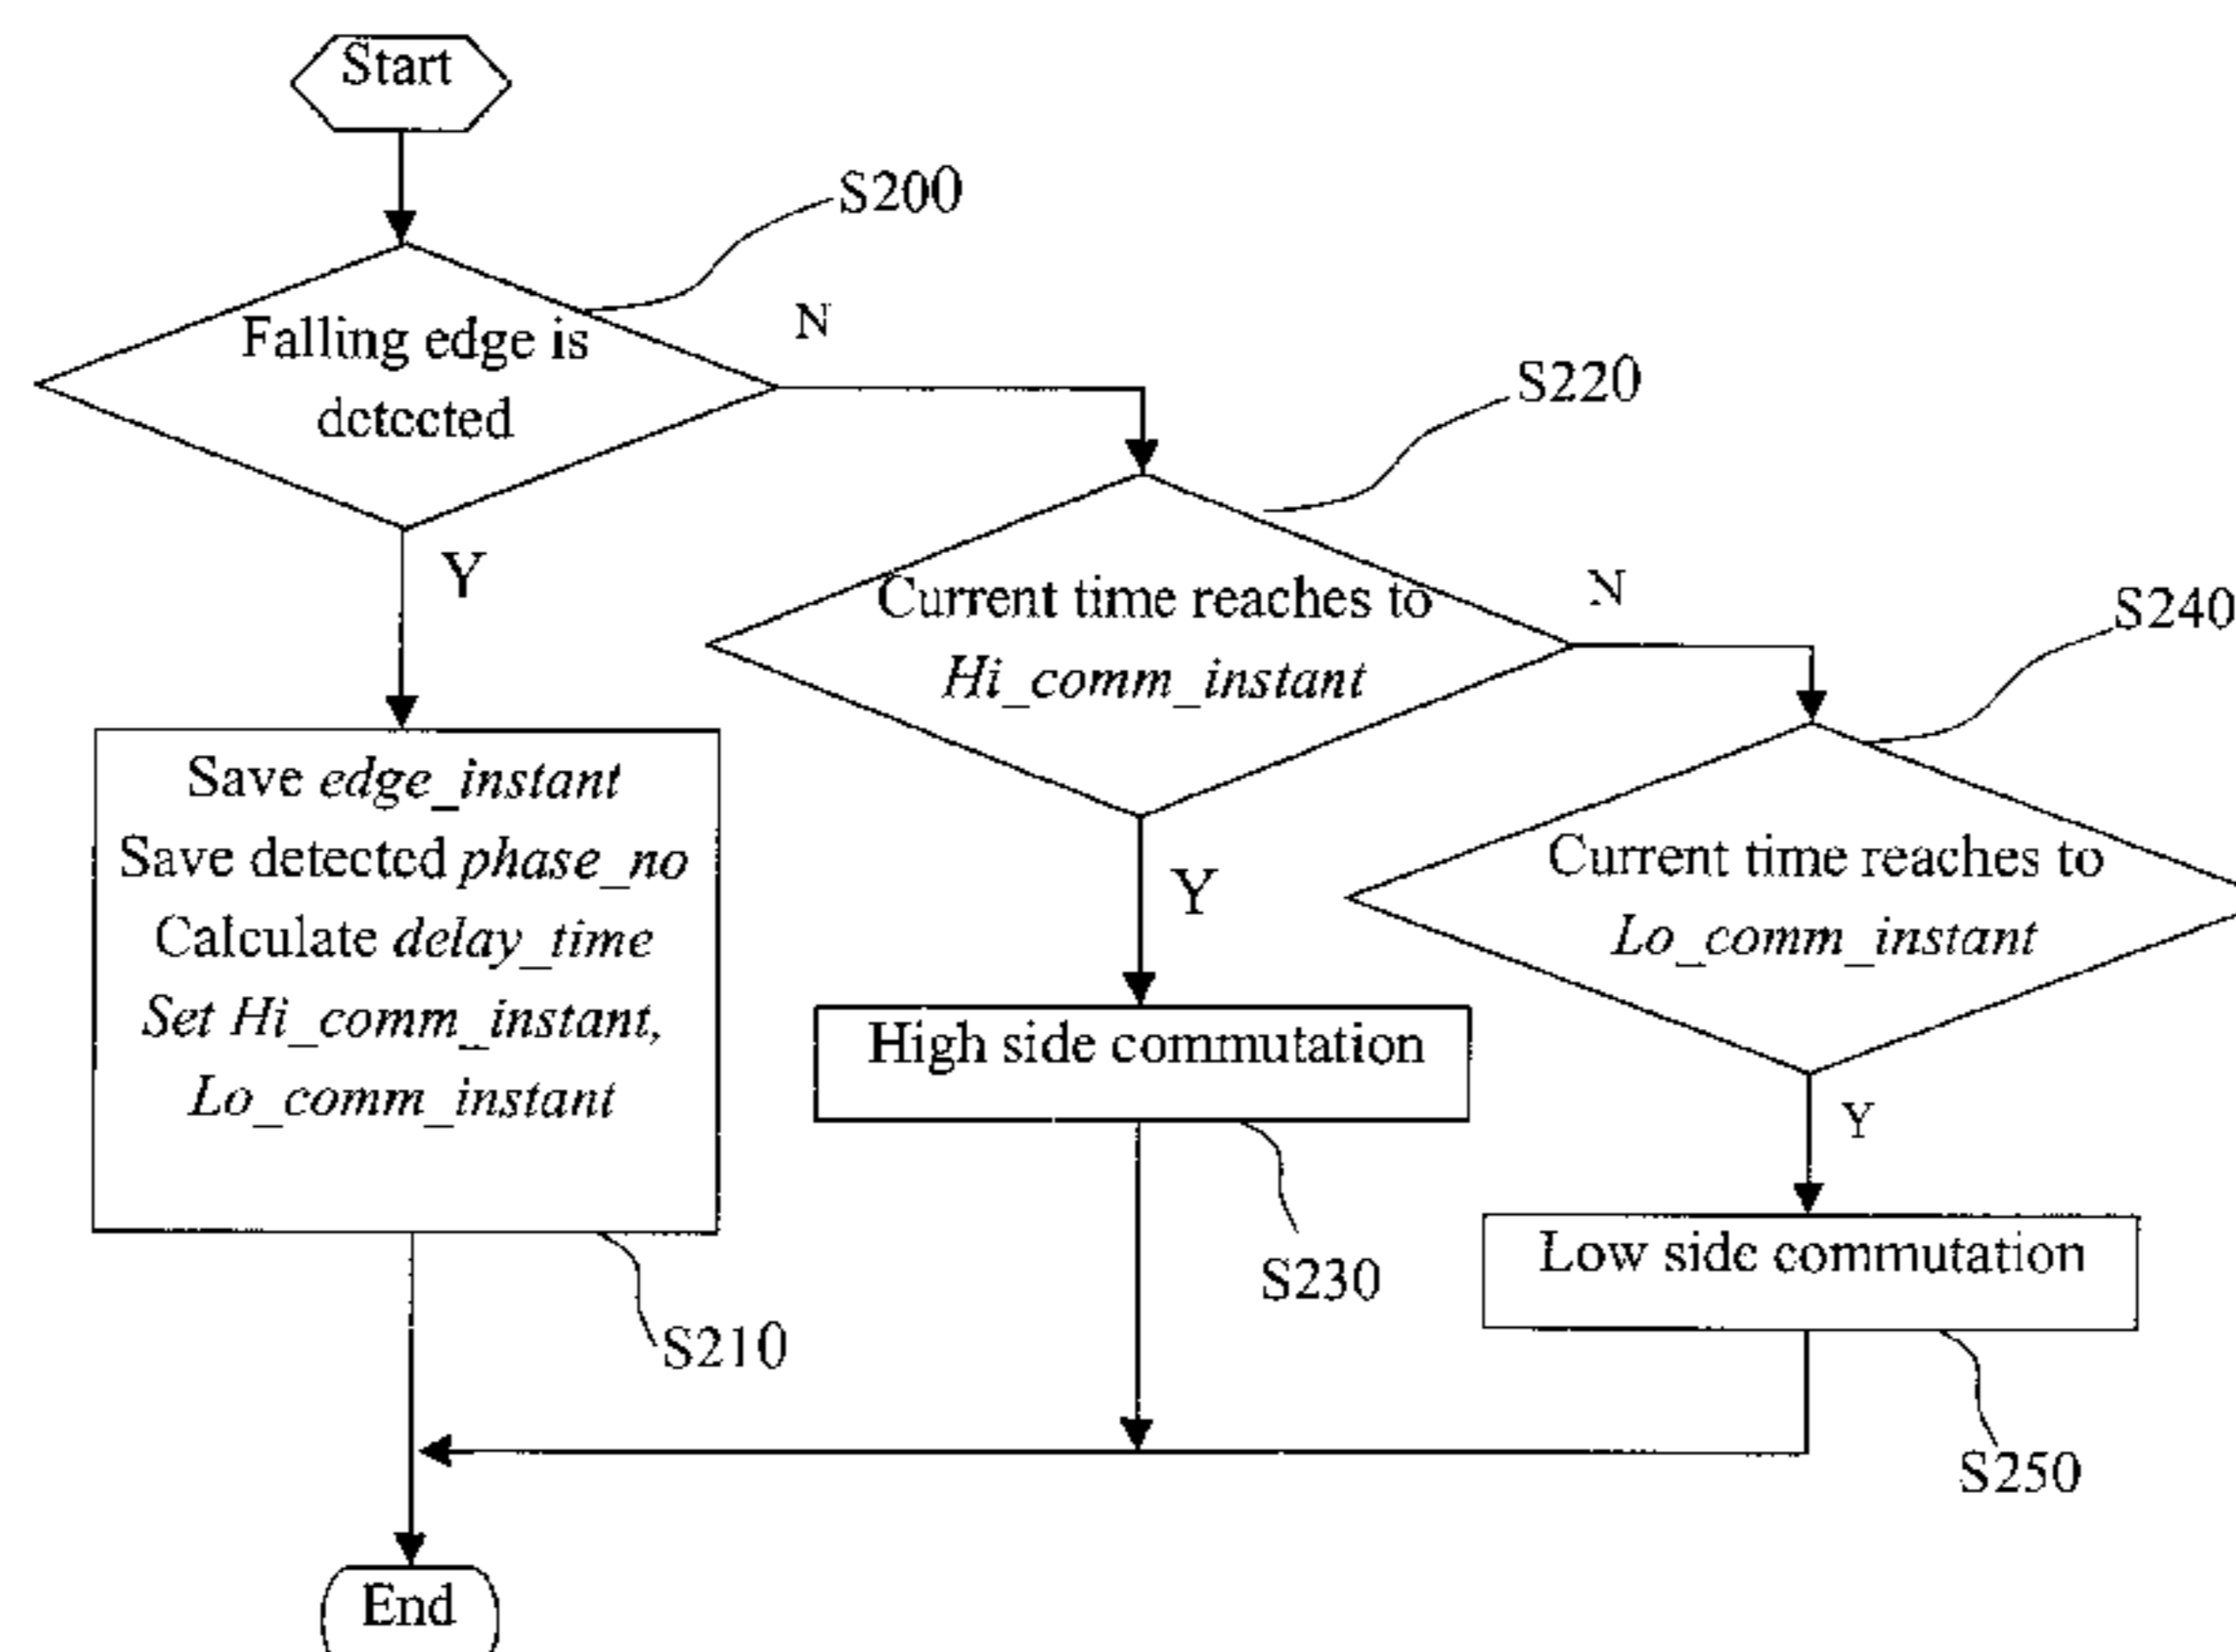 Start
S200
Falling edge is
detected
N
Y
S220
Current time reaches to
Hi_comm_instant
N
Y
S240
Current time reaches to
Lo_comm_instant
Y
Save edge_instant
Save detected phase_no
Calculate delay_time
Set Hi_comm_instant,
Lo_comm_instant
S210
High side commutation
S230
Low side commutation
S250
End